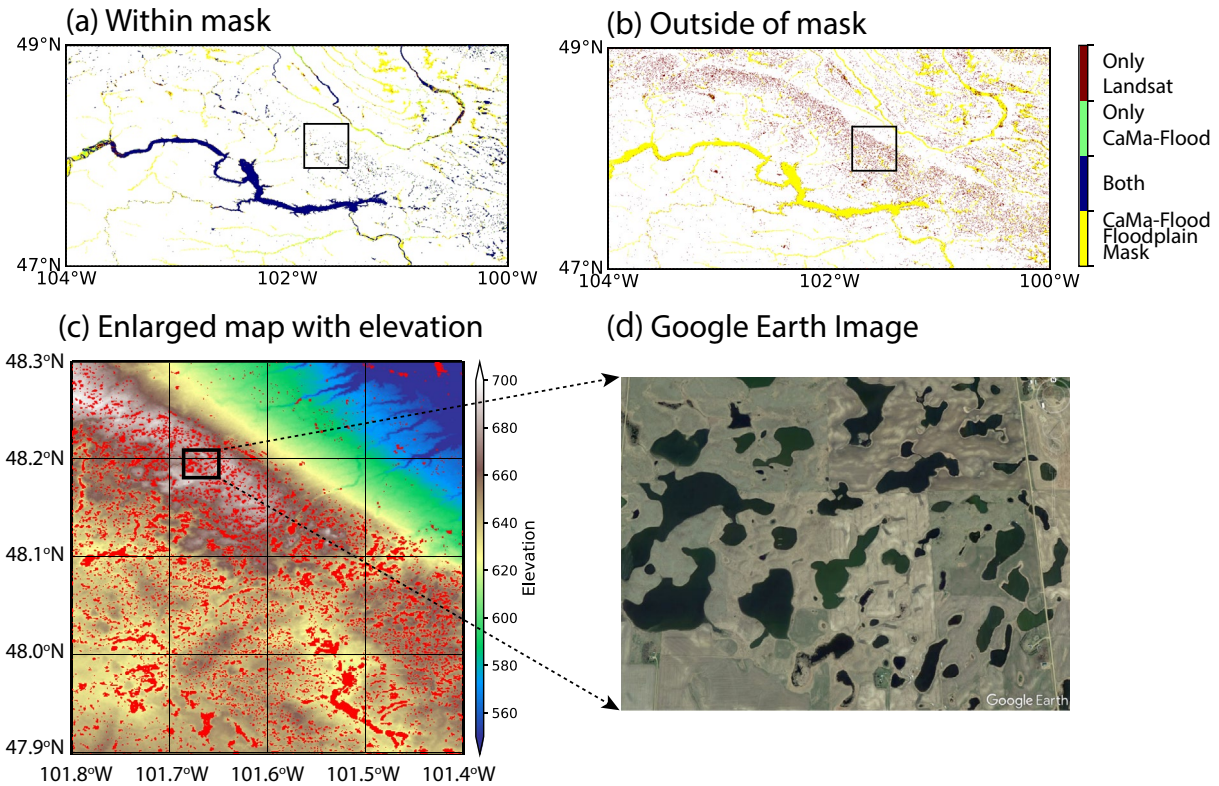 (a) Within mask
(b) Outside of mask
49°N
47°N
104°W
102°W
100°W
49°N
47°N
104°W
102°W
100°W
Only
Landsat
Only
CaMa-Flood
Both
CaMa-Flood
Floodplain
Mask
(c) Enlarged map with elevation
(d) Google Earth Image
48.3°N
48.2°N
48.1°N
48.0°N
47.9°N
101.8°W
101.7°W
101.6°W
101.5°W
101.4°W
700
680
660
640
620
600
580
560
Elevation
Google Earth